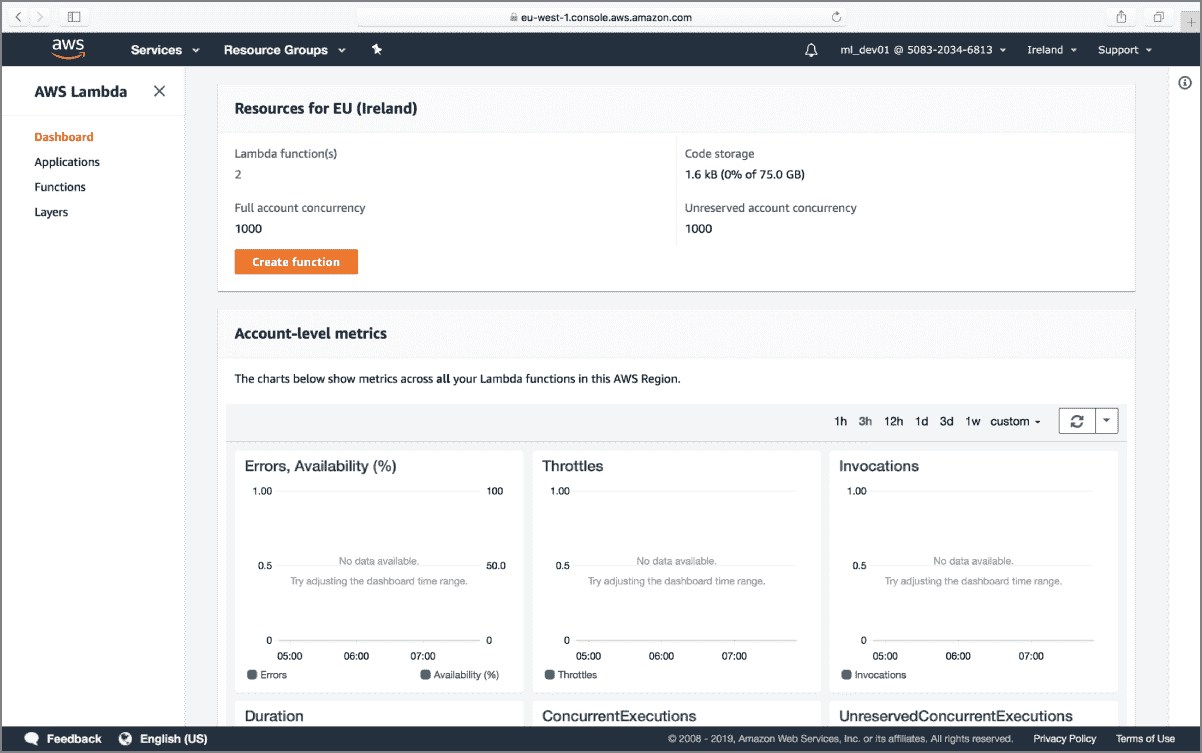 eu-west-1.console.aws.amazon.com
aws Services Resource Groups ml_dev01 @ 5083-2034-6813 Ireland Support
AWS Lambda
Dashboard
Applications
Functions
Layers
Resources for EU (Ireland)
Lambda function(s)
2
Code storage
1.6 kB (0% of 75.0 GB)
Full account concurrency
1000
Unreserved account concurrency
1000
Create function
Account-level metrics
The charts below show metrics across all your Lambda functions in this AWS Region.
1h 3h 12h 1d 3d 1w custom
Errors, Availability (%)
1.00 100
No data available.
0.5 50.0
Try adjusting the dashboard time range.
0 0
05:00 06:00 07:00
Errors Availability (%)
Throttles
1.00
No data available.
0.5
Try adjusting the dashboard time range.
0
05:00 06:00 07:00
Throttles
Invocations
1.00
No data available.
0.5
Try adjusting the dashboard time range.
0
05:00 06:00 07:00
Invocations
Duration
ConcurrentExecutions
UnreservedConcurrentExecutions
Feedback English (US) © 2008 - 2019, Amazon Web Services, Inc. or its affiliates. All rights reserved. Privacy Policy Terms of Use